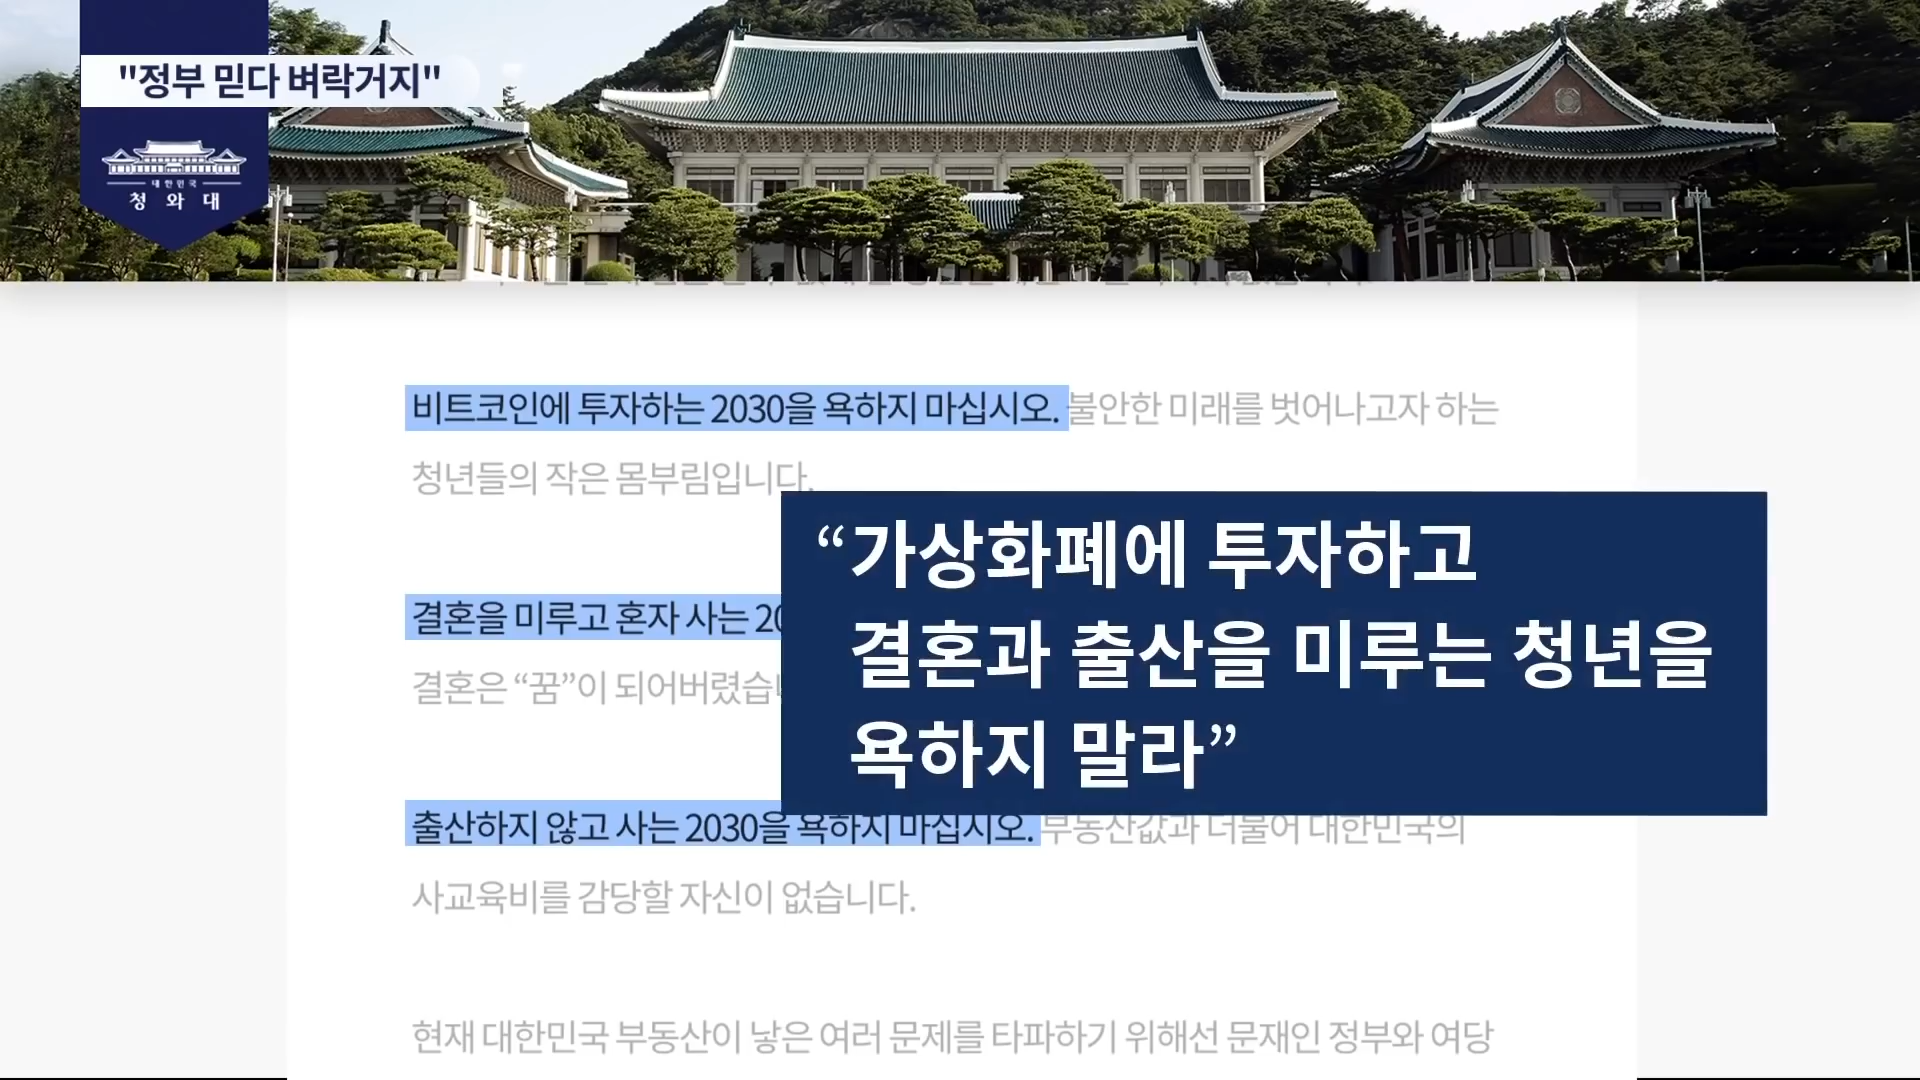 "정부 믿다 벼락거지"
대한민국
청와대
비트코인에 투자하는 2030을 욕하지 마십시오. 불안한 미래를 벗어나고자 하는
청년들의 작은 몸부림입니다.
“가상화폐에 투자하고
결혼과 출산을 미루는 청년을
욕하지 말라”
결혼을 미루고 혼자 사는 20
결혼은 “꿈”이 되어버렸습
출산하지 않고 사는 2030을 욕하지 마십시오. 부동산값과 더불어 대한민국의
사교육비를 감당할 자신이 없습니다.
현재 대한민국 부동산이 낳은 여러 문제를 타파하기 위해선 문재인 정부와 여당